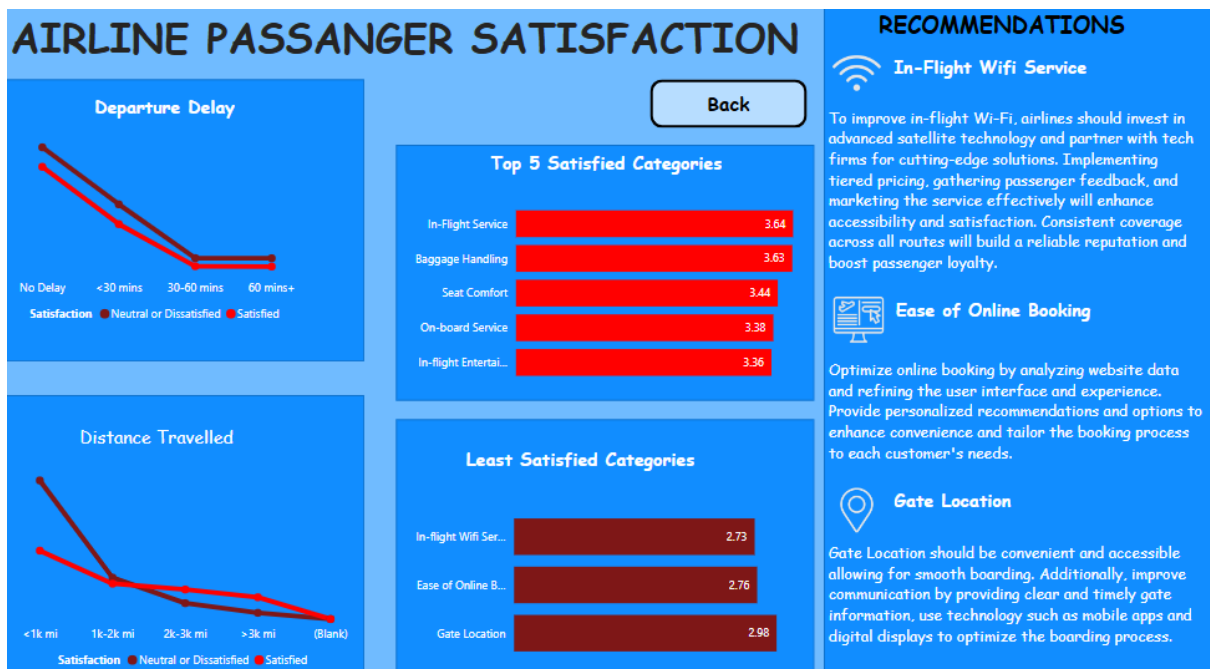 AIRLINE PASSANGER SATISFACTION
Back
Departure Delay
No Delay <30 mins 30-60 mins 60 mins+
Satisfaction Neutral or Dissatisfied Satisfied
Distance Travelled
<1k mi 1k-2k mi 2k-3k mi >3k mi (Blank)
Satisfaction Neutral or Dissatisfied Satisfied
Top 5 Satisfied Categories
In-Flight Service 3.64
Baggage Handling 3.63
Seat Comfort 3.44
On-board Service 3.38
In-flight Entertai... 3.36
Least Satisfied Categories
In-flight Wifi Ser... 2.73
Ease of Online B... 2.76
Gate Location 2.98
RECOMMENDATIONS
In-Flight Wifi Service
To improve in-flight Wi-Fi, airlines should invest in
advanced satellite technology and partner with tech
firms for cutting-edge solutions. Implementing
tiered pricing, gathering passenger feedback, and
marketing the service effectively will enhance
accessibility and satisfaction. Consistent coverage
across all routes will build a reliable reputation and
boost passenger loyalty.
Ease of Online Booking
Optimize online booking by analyzing website data
and refining the user interface and experience.
Provide personalized recommendations and options to
enhance convenience and tailor the booking process
to each customer's needs.
Gate Location
Gate Location should be convenient and accessible
allowing for smooth boarding. Additionally, improve
communication by providing clear and timely gate
information, use technology such as mobile apps and
digital displays to optimize the boarding process.